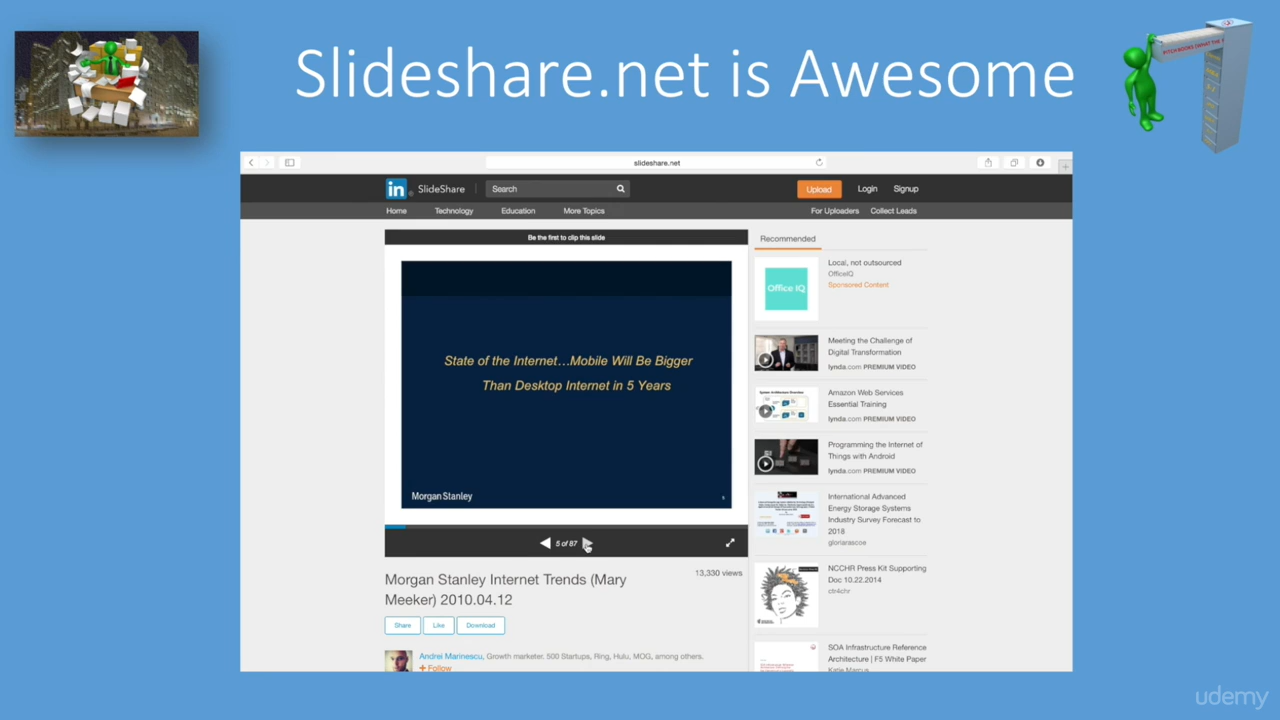 Slideshare.net is Awesome
slideshare.net
in SlideShare
Search
Upload
Login
Signup
Home
Technology
Education
More Topics
For Uploaders
Collect Leads
Be the first to clip this slide
State of the Internet…Mobile Will Be Bigger
Than Desktop Internet in 5 Years
Morgan Stanley
5
5 of 87
Morgan Stanley Internet Trends (Mary
Meeker) 2010.04.12
13,330 views
Share
Like
Download
Andrei Marinescu, Growth marketer. 500 Startups, Ring, Hulu, MOG, among others.
+ Follow
Recommended
Office IQ
Local, not outsourced
OfficeIQ
Sponsored Content
Meeting the Challenge of
Digital Transformation
lynda.com PREMIUM VIDEO
Amazon Web Services
Essential Training
lynda.com PREMIUM VIDEO
Programming the Internet of
Things with Android
lynda.com PREMIUM VIDEO
International Advanced
Energy Storage Systems
Industry Survey Forecast to
2018
gloriarascoe
NCCHR Press Kit Supporting
Doc 10.22.2014
ctr4chr
SOA Infrastructure Reference
Architecture | F5 White Paper
Katie Marcus
udemy